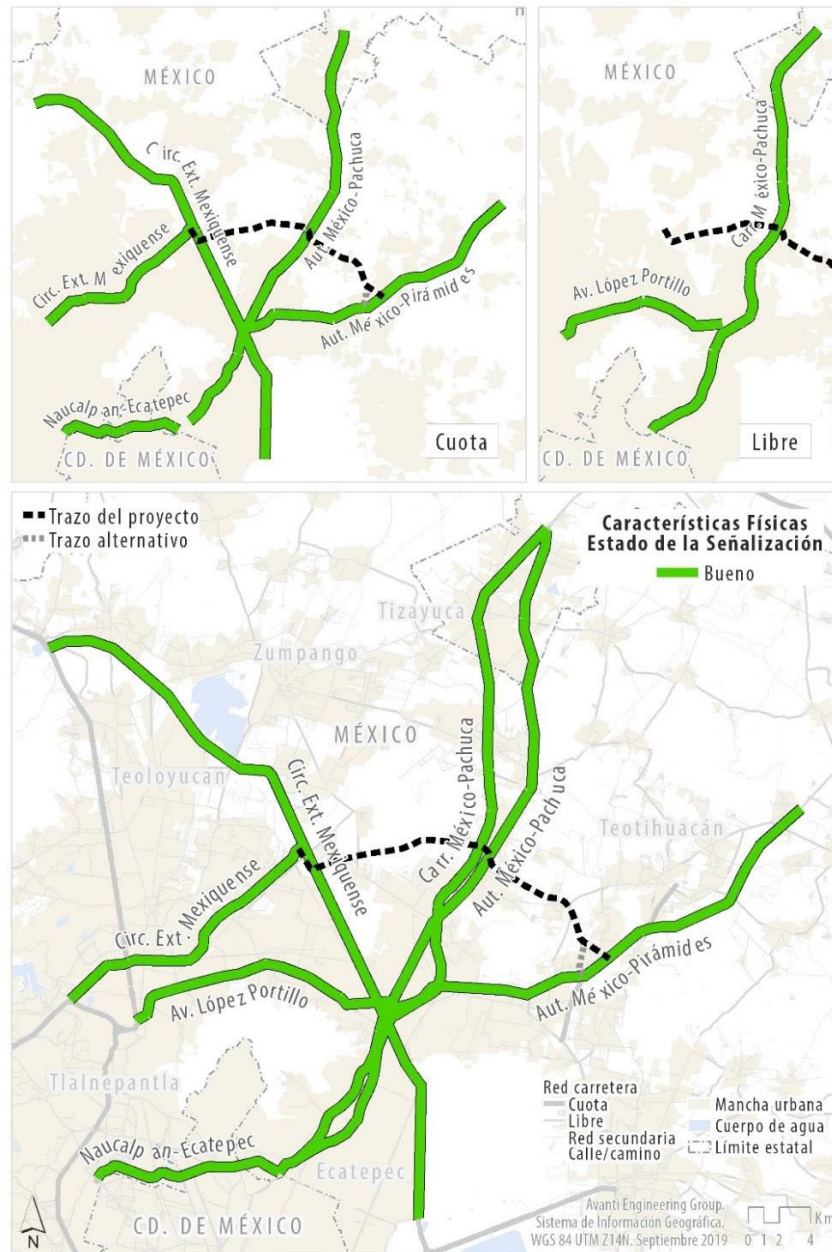 MÉXICO
Circ. Ext. Mexiquense
Aut. México-Pachuca
Circ. Ext. Mexiquense
Aut. México-Pirámides
Naucalpan-Ecatepec
CD. DE MÉXICO
Cuota
MÉXICO
Carr. México-Pachuca
Av. López Portillo
CD. DE MÉXICO
Libre
Trazo del proyecto
Trazo alternativo
Características Físicas
Estado de la Señalización
Bueno
Tizayuca
Zumpango
MÉXICO
Teoloyucan
Circ. Ext. Mexiquense
Carr. México-Pachuca
Aut. México-Pachuca
Teotihuacán
Circ. Ext. Mexiquense
Av. López Portillo
Aut. México-Pirámides
Tlalnepantla
Naucalpan-Ecatepec
Ecatepec
CD. DE MÉXICO
Red carretera
Cuota
Libre
Red secundaria
Calle/camino
Mancha urbana
Cuerpo de agua
Límite estatal
N
Avanti Engineering Group.
Sistema de Información Geográfica.
WGS 84 UTM Z14N. Septiembre 2019
Km
0 1 2 4